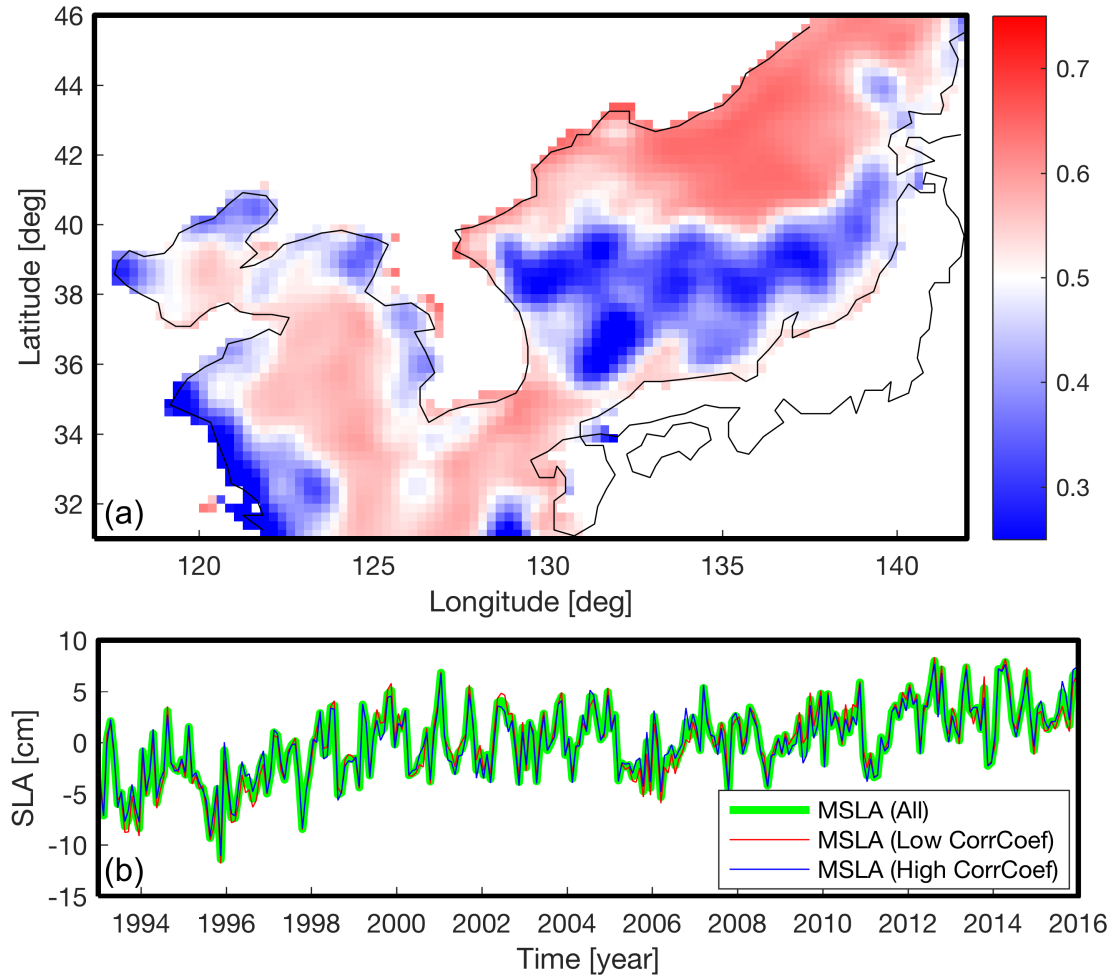 46
44
42
40
38
36
34
32
Latitude [deg]
(a)
120 125 130 135 140
Longitude [deg]
0.7
0.6
0.5
0.4
0.3
10
5
0
-5
-10
-15
SLA [cm]
(b)
MSLA (All)
MSLA (Low CorrCoef)
MSLA (High CorrCoef)
1994 1996 1998 2000 2002 2004 2006 2008 2010 2012 2014 2016
Time [year]